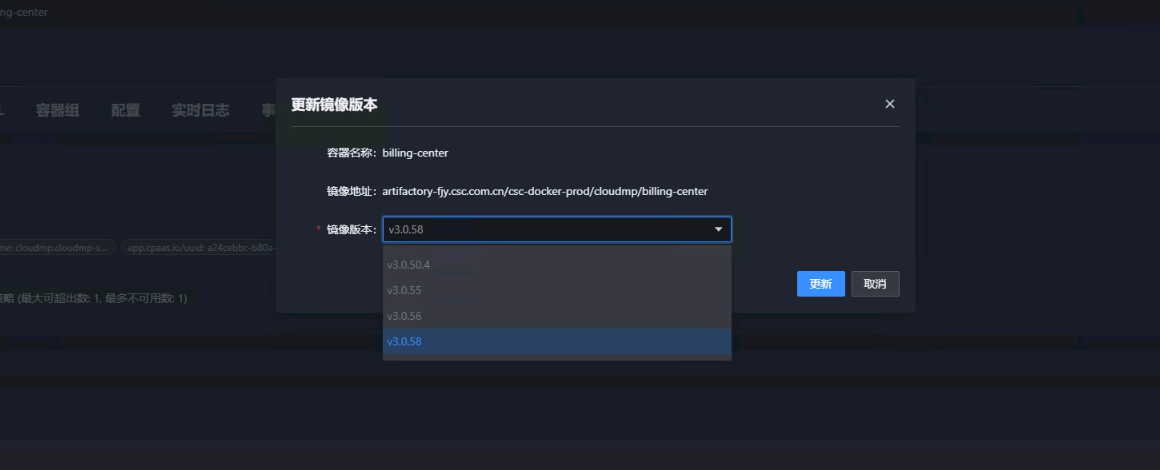 ng-center
容器组 配置 实时日志 事
更新镜像版本
容器名称: billing-center
镜像地址: artifactory-fjy.csc.com.cn/csc-docker-prod/cloudmp/billing-center
* 镜像版本: v3.0.58
me: cloudmp.cloudmp-s... app.cpaas.io/uuid: a24cebbc-b80a-
v3.0.50.4
更新 取消
v3.0.55
略 (最大可超出数: 1, 最多不可用数: 1)
v3.0.56
v3.0.58